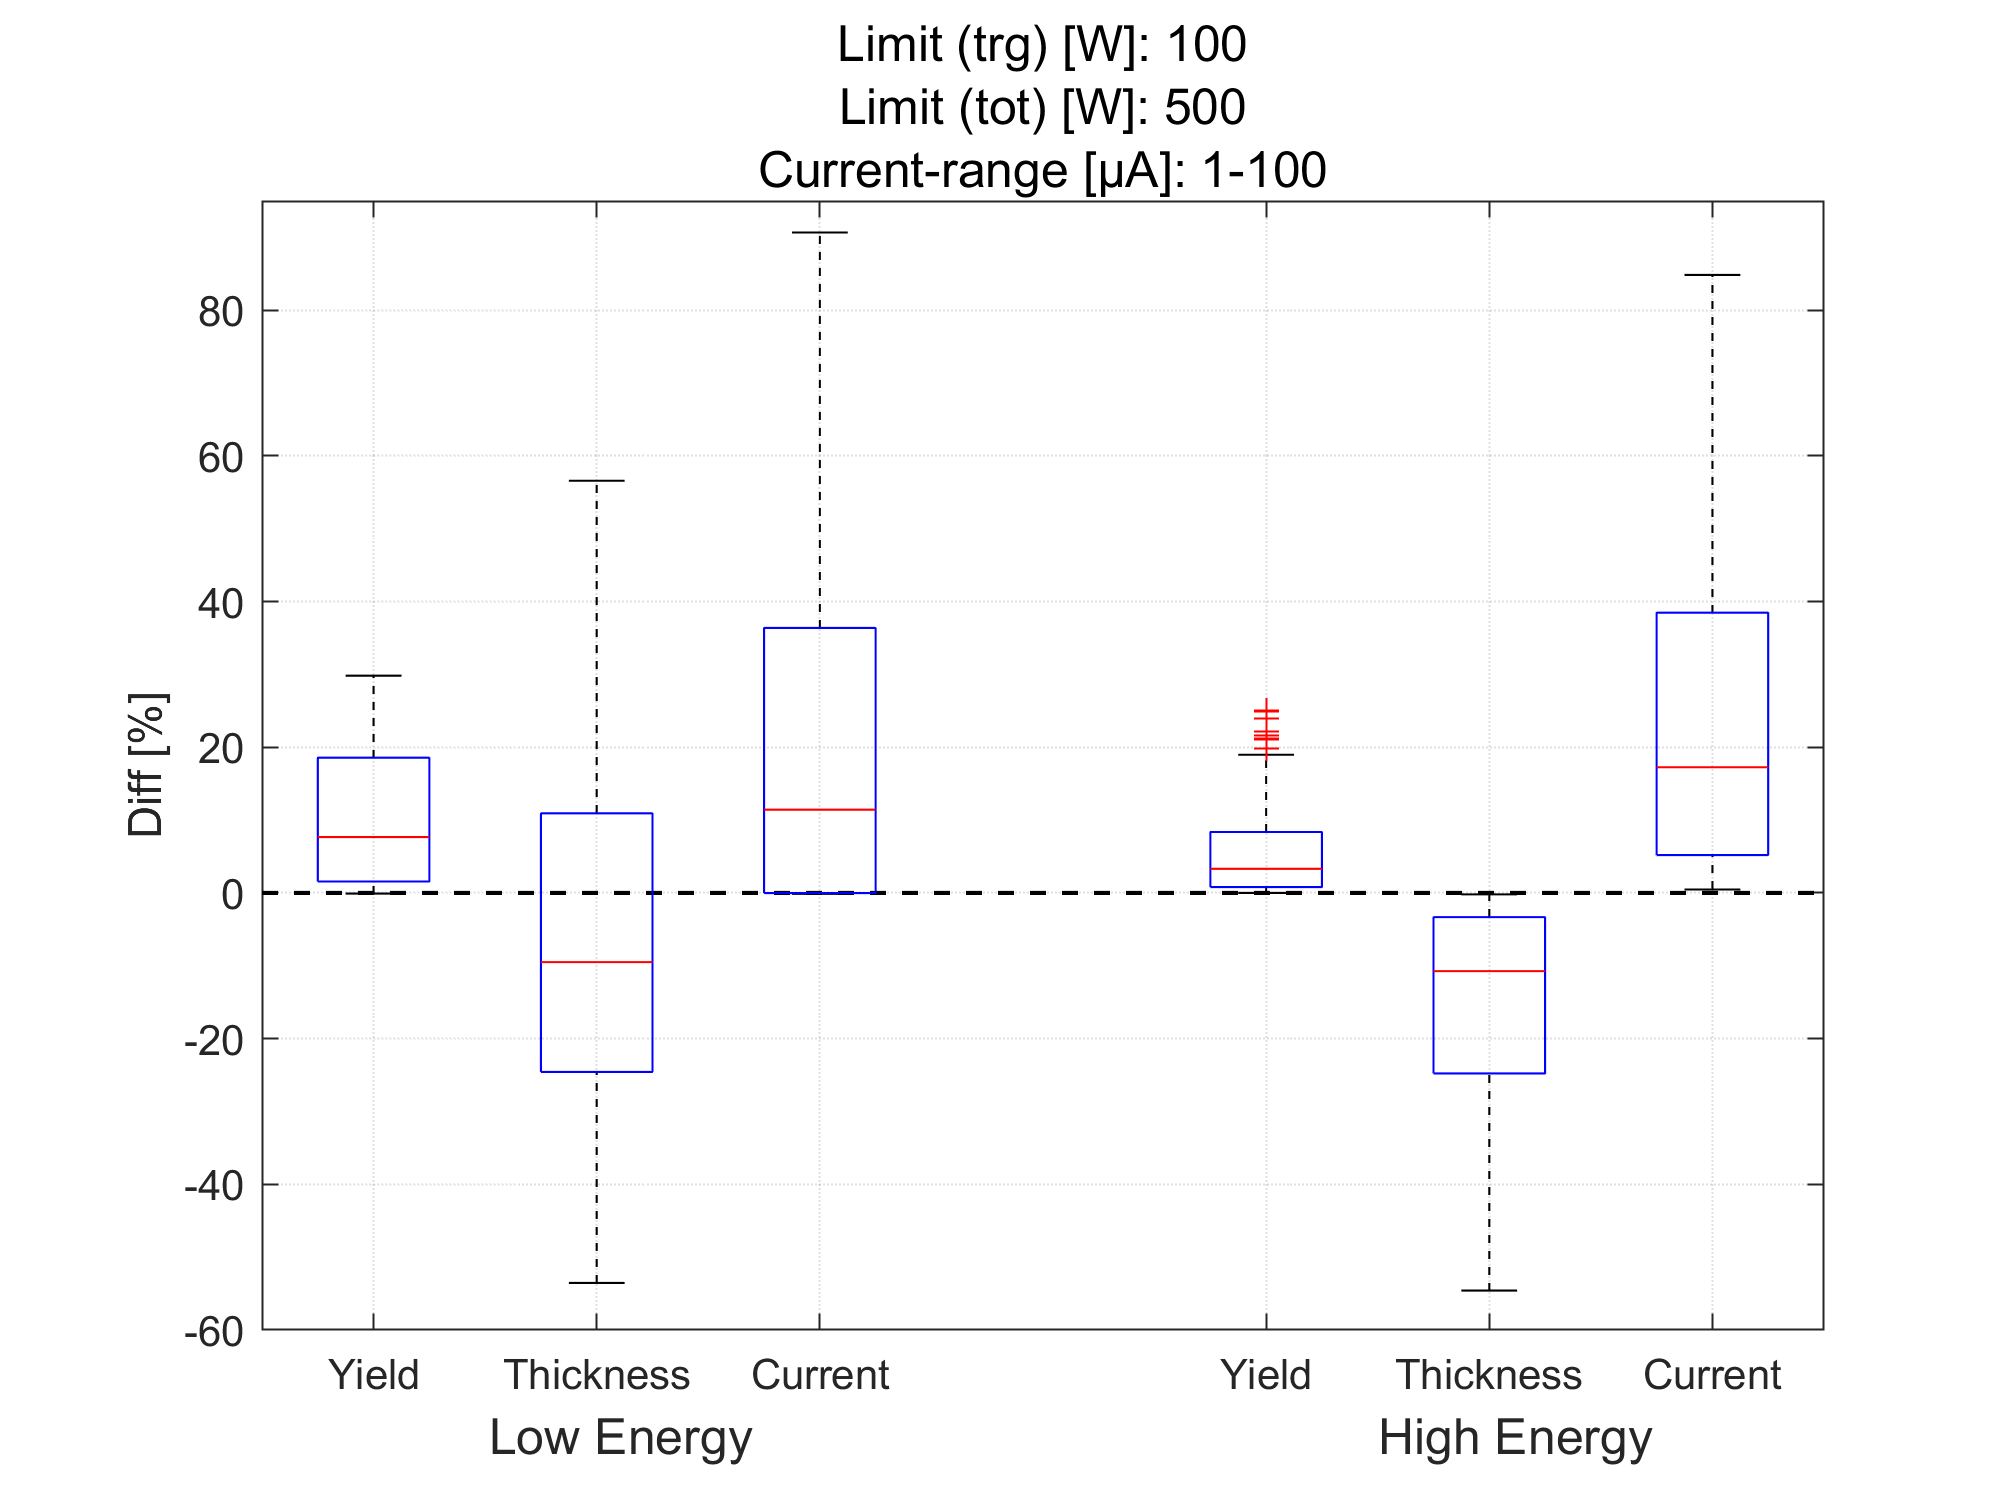 Limit (trg) [W]: 100
Limit (tot) [W]: 500
Current-range [µA]: 1-100
80
60
40
20
0
-20
-40
-60
Diff [%]
Yield Thickness Current Yield Thickness Current
Low Energy High Energy